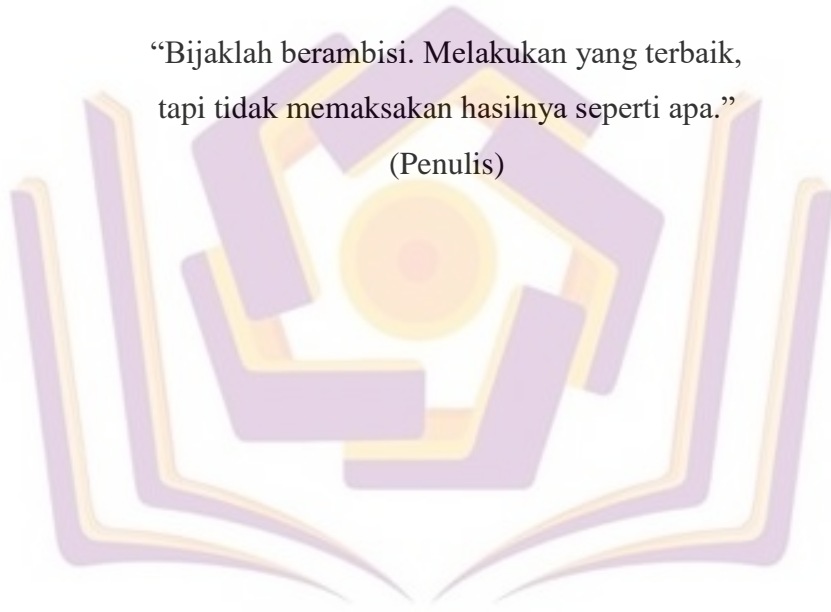 “Bijaklah berambisi. Melakukan yang terbaik,
tapi tidak memaksakan hasilnya seperti apa.”
(Penulis)